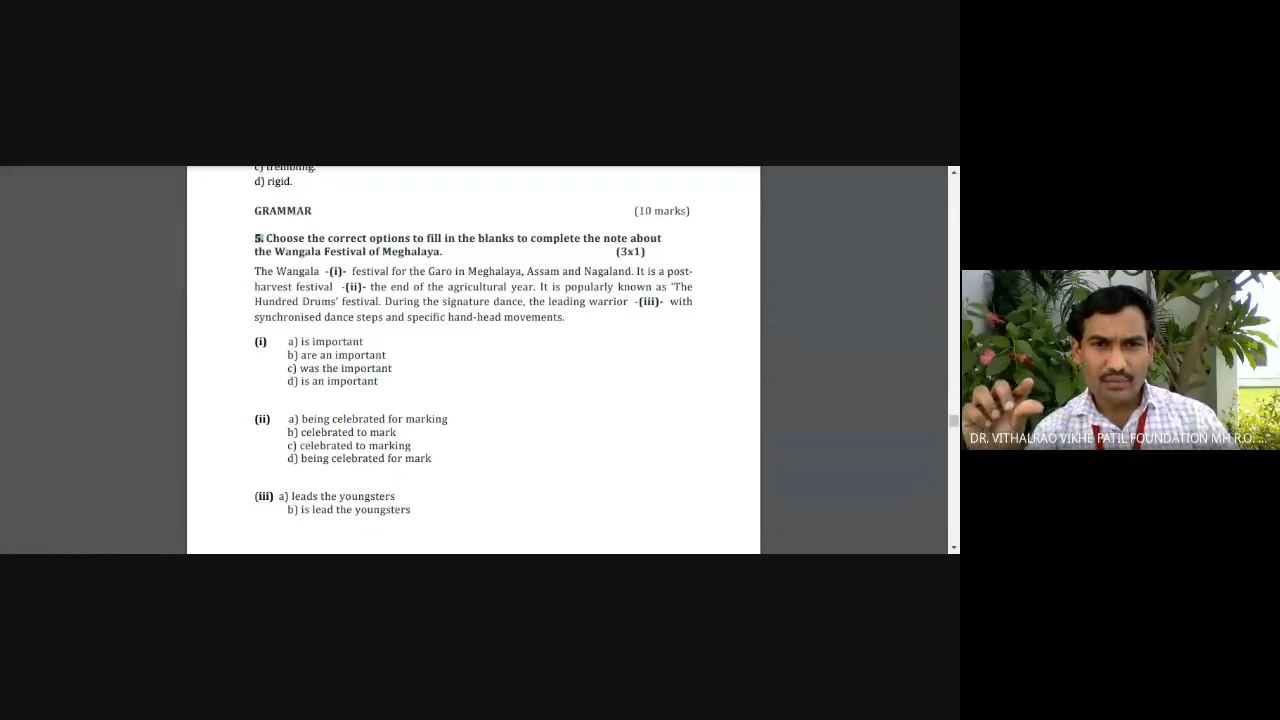 c) trembling.
d) rigid.
GRAMMAR (10 marks)
5. Choose the correct options to fill in the blanks to complete the note about
the Wangala Festival of Meghalaya. (3x1)
The Wangala -(i)- festival for the Garo in Meghalaya, Assam and Nagaland. It is a post-
harvest festival -(ii)- the end of the agricultural year. It is popularly known as ‘The
Hundred Drums’ festival. During the signature dance, the leading warrior -(iii)- with
synchronised dance steps and specific hand-head movements.
(i) a) is important
b) are an important
c) was the important
d) is an important
(ii) a) being celebrated for marking
b) celebrated to mark
c) celebrated to marking
d) being celebrated for mark
(iii) a) leads the youngsters
b) is lead the youngsters
DR. VITHALRAO VIKHE PATIL FOUNDATION MH R.O. ...